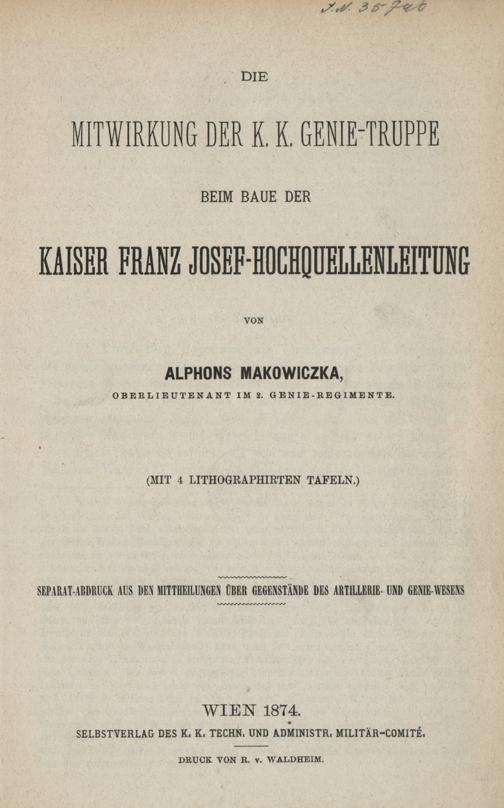 J.N. 35748
DIE
MITWIRKUNG DER K. K. GENIE-TRUPPE
BEIM BAUE DER
KAISER FRANZ JOSEF-HOCHQUELLENLEITUNG
VON
ALPHONS MAKOWICZKA,
OBERLIEUTENANT IM 2. GENIE-REGIMENTE.
(MIT 4 LITHOGRAPHIRTEN TAFELN.)
SEPARAT-ABDRUCK AUS DEN MITTHEILUNGEN ÜBER GEGENSTÄNDE DES ARTILLERIE- UND GENIE-WESENS
WIEN 1874.
SELBSTVERLAG DES K. K. TECHN. UND ADMINISTR. MILITÄR-COMITÉ.
DRUCK VON R. v. WALDHEIM.